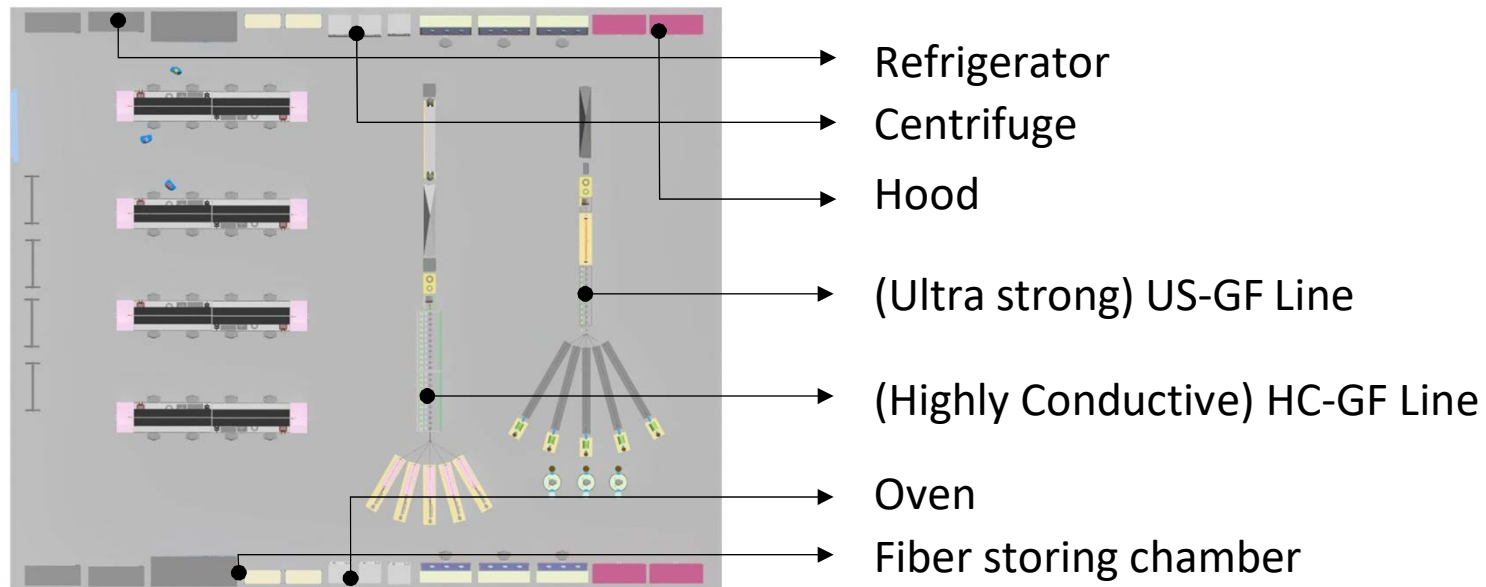 Refrigerator
Centrifuge
Hood
(Ultra strong) US-GF Line
(Highly Conductive) HC-GF Line
Oven
Fiber storing chamber